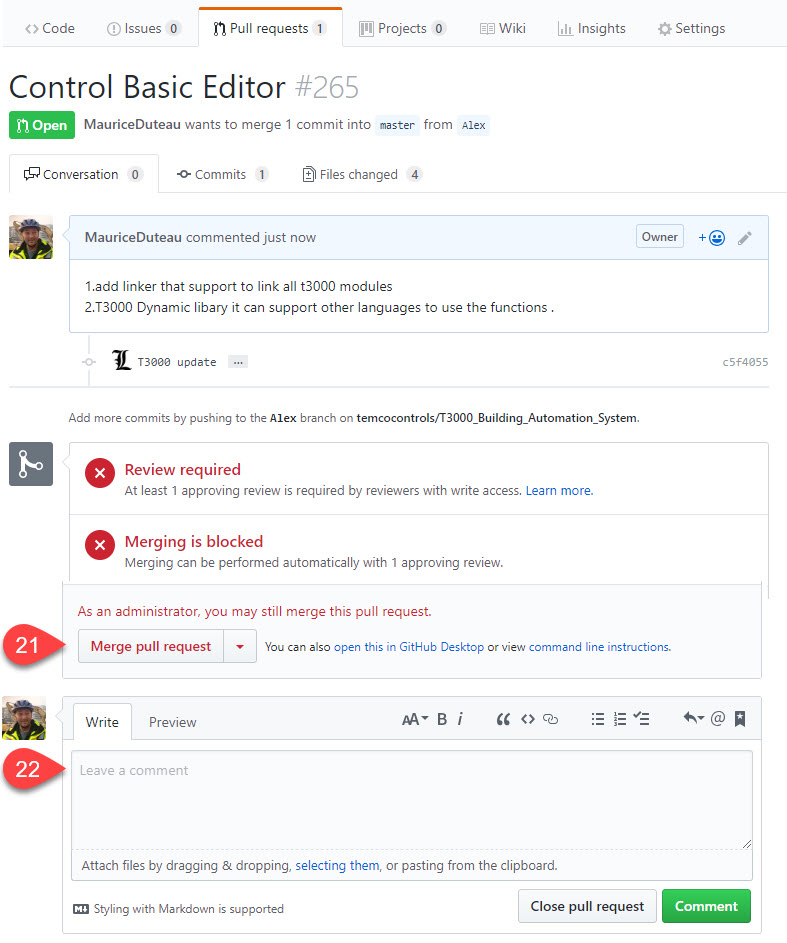 Code Issues 0 Pull requests 1 Projects 0 Wiki Insights Settings
Control Basic Editor #265
Open MauriceDuteau wants to merge 1 commit into master from Alex
Conversation 0 Commits 1 Files changed 4
MauriceDuteau commented just now Owner +
1.add linker that support to link all t3000 modules
2.T3000 Dynamic libary it can support other languages to use the functions .
L T3000 update ... c5f4055
Add more commits by pushing to the Alex branch on temcocontrols/T3000_Building_Automation_System.
Review required
At least 1 approving review is required by reviewers with write access. Learn more.
Merging is blocked
Merging can be performed automatically with 1 approving review.
As an administrator, you may still merge this pull request.
21 Merge pull request You can also open this in GitHub Desktop or view command line instructions.
Write Preview AA B i “ <> @
22 Leave a comment
Attach files by dragging & dropping, selecting them, or pasting from the clipboard.
M Styling with Markdown is supported Close pull request Comment